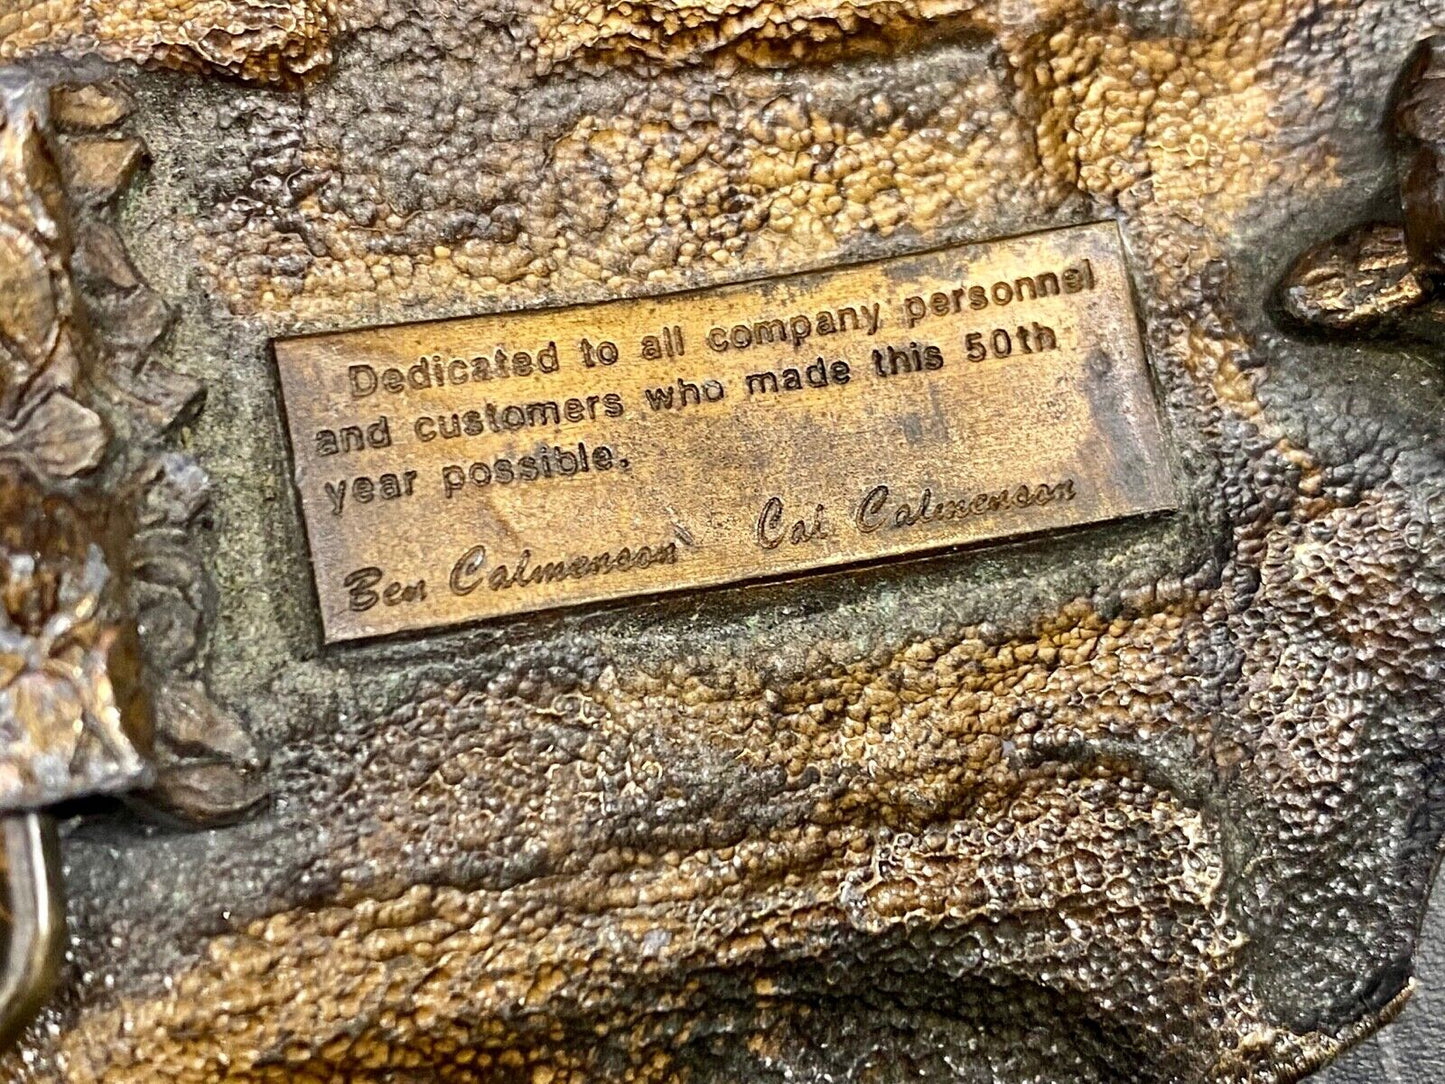 Dedicated to all company personnel
and customers who made this 50th
year possible.
Ben Calmenson Cal Calmenson